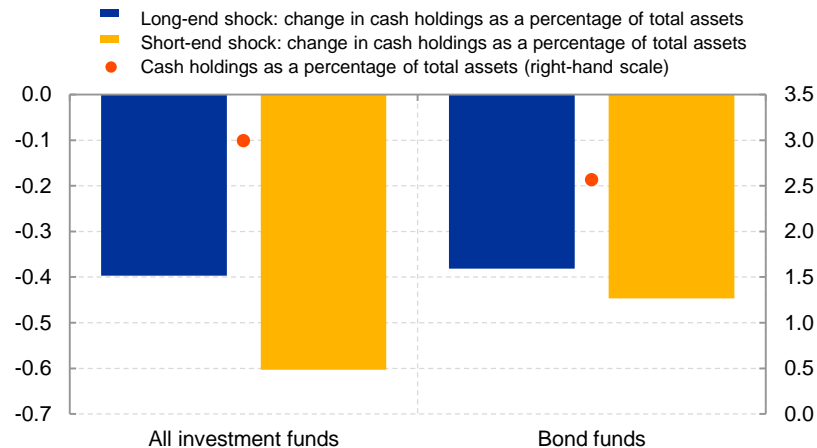 Long-end shock: change in cash holdings as a percentage of total assets
Short-end shock: change in cash holdings as a percentage of total assets
Cash holdings as a percentage of total assets (right-hand scale)
0.0 3.5
-0.1 3.0
-0.2 2.5
-0.3 2.0
-0.4 1.5
-0.5 1.0
-0.6 0.5
-0.7 0.0
All investment funds Bond funds